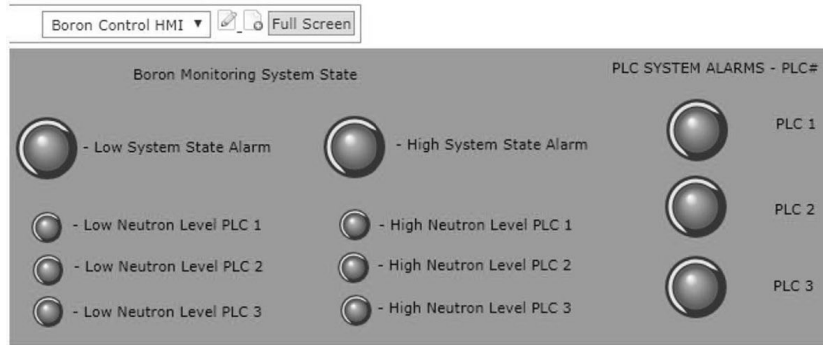 Boron Control HMI ▼ Full Screen
Boron Monitoring System State
PLC SYSTEM ALARMS - PLC#
- Low System State Alarm
- High System State Alarm
PLC 1
- Low Neutron Level PLC 1
- High Neutron Level PLC 1
PLC 2
- Low Neutron Level PLC 2
- High Neutron Level PLC 2
PLC 3
- Low Neutron Level PLC 3
- High Neutron Level PLC 3